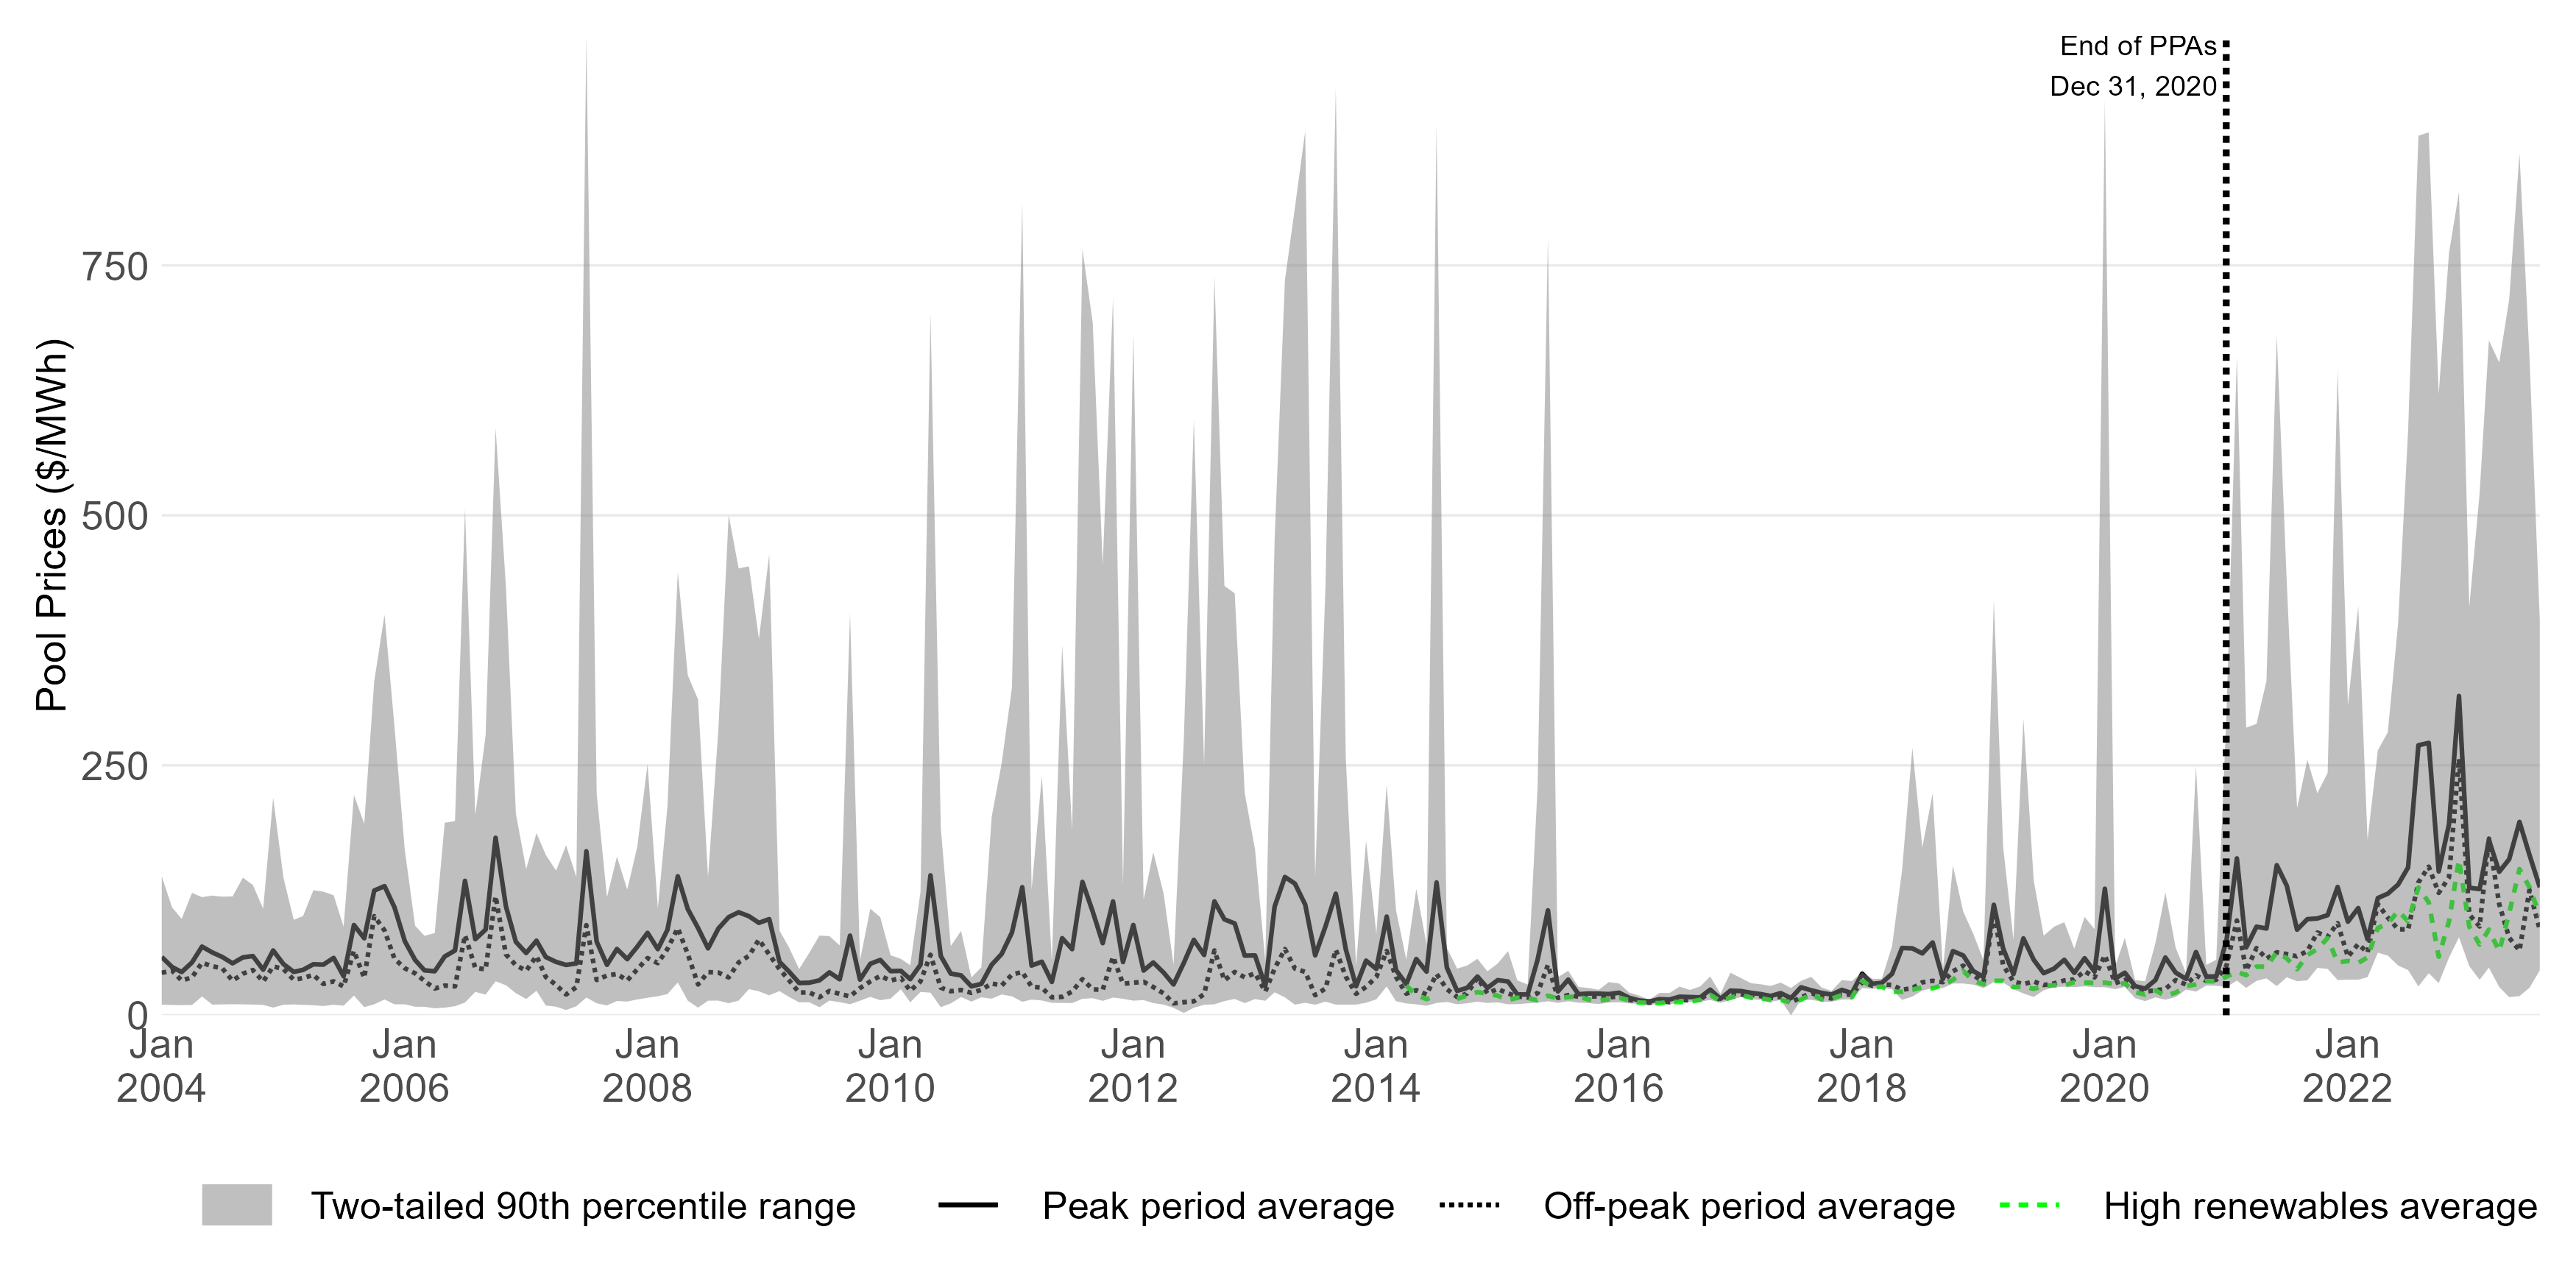 End of PPAs
Dec 31, 2020
Pool Prices ($/MWh)
750
500
250
0
Jan Jan Jan Jan Jan Jan Jan Jan Jan Jan
2004 2006 2008 2010 2012 2014 2016 2018 2020 2022
Two-tailed 90th percentile range Peak period average Off-peak period average High renewables average